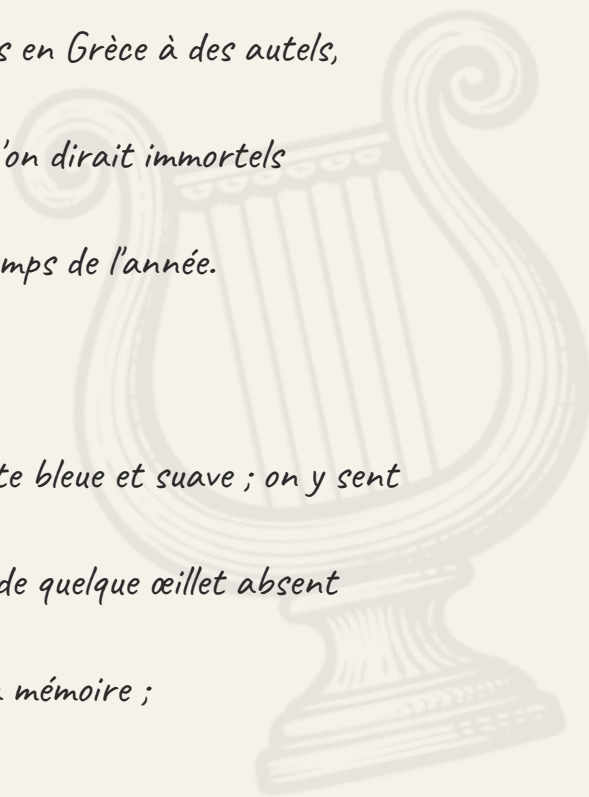 s en Grèce à des autels,
'on dirait immortels
mps de l'année.
te bleue et suave ; on y sent
de quelque œillet absent
mémoire ;